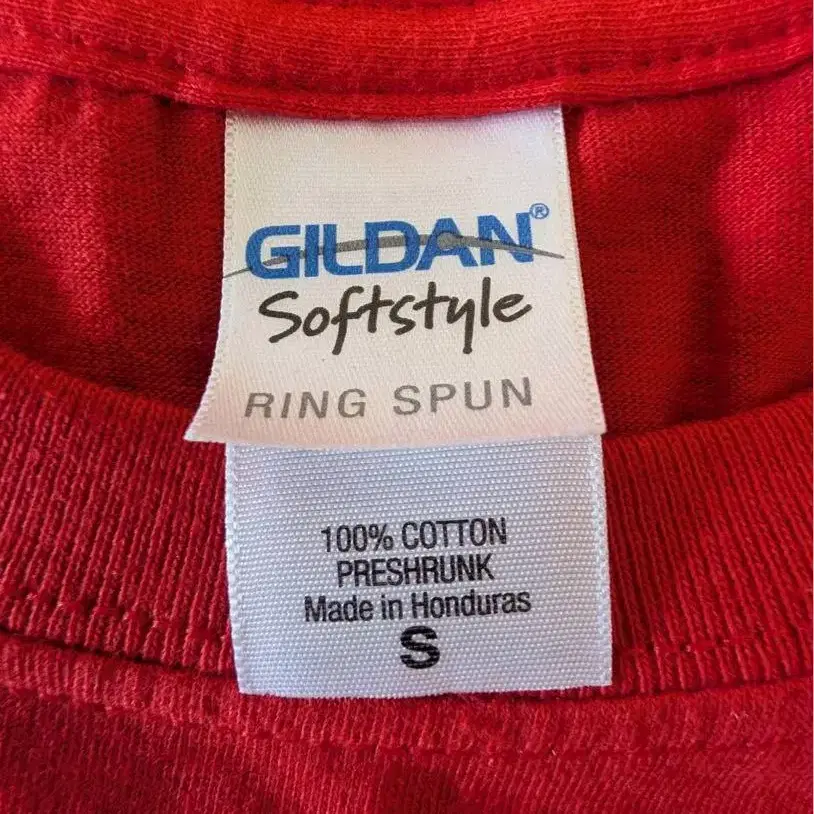 GILDAN®
Softstyle
RING SPUN
100% COTTON
PRESHRUNK
Made in Honduras
S